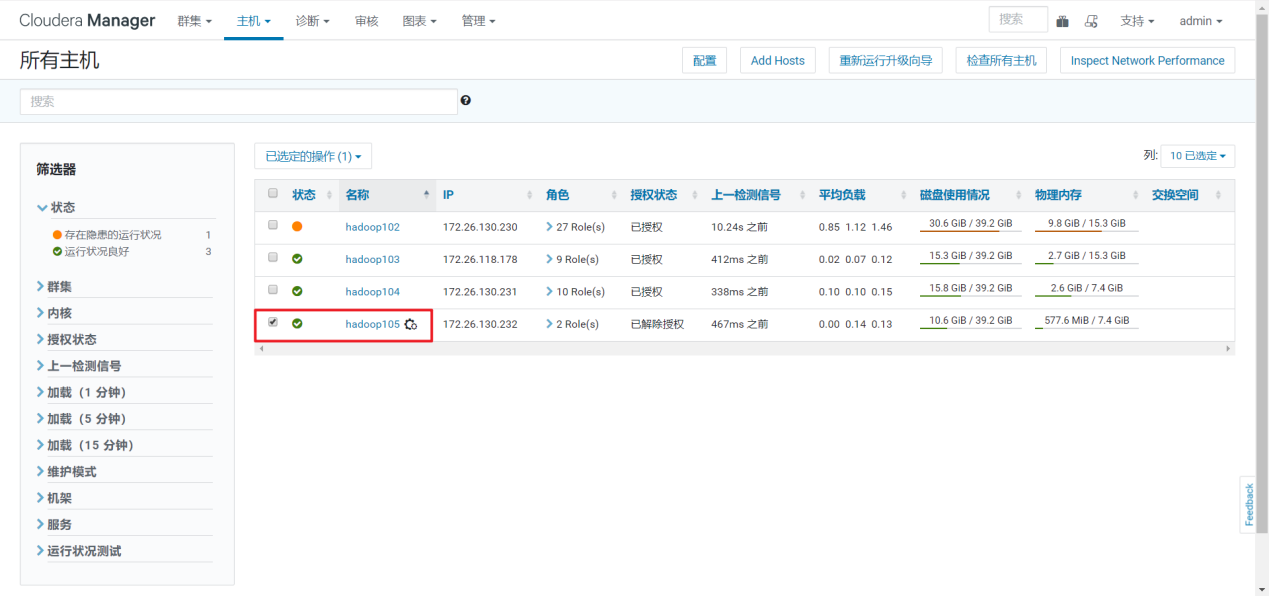 Cloudera Manager 群集 主机 诊断 审核 图表 管理 搜索 支持 admin
所有主机 配置 Add Hosts 重新运行升级向导 检查所有主机 Inspect Network Performance
搜索
筛选器
状态
存在隐患的运行状况 1
运行状况良好 3
群集
内核
授权状态
上一检测信号
加载（1 分钟）
加载（5 分钟）
加载（15 分钟）
维护模式
机架
服务
运行状况测试
已选定的操作 (1) 列: 10 已选定
状态 名称 IP 角色 授权状态 上一检测信号 平均负载 磁盘使用情况 物理内存 交换空间
hadoop102 172.26.130.230 27 Role(s) 已授权 10.24s 之前 0.85 1.12 1.46 30.6 GiB / 39.2 GiB 9.8 GiB / 15.3 GiB
hadoop103 172.26.118.178 9 Role(s) 已授权 412ms 之前 0.02 0.07 0.12 15.3 GiB / 39.2 GiB 2.7 GiB / 15.3 GiB
hadoop104 172.26.130.231 10 Role(s) 已授权 338ms 之前 0.10 0.10 0.15 15.8 GiB / 39.2 GiB 2.6 GiB / 7.4 GiB
hadoop105 172.26.130.232 2 Role(s) 已解除授权 467ms 之前 0.00 0.14 0.13 10.6 GiB / 39.2 GiB 577.6 MiB / 7.4 GiB
Feedback